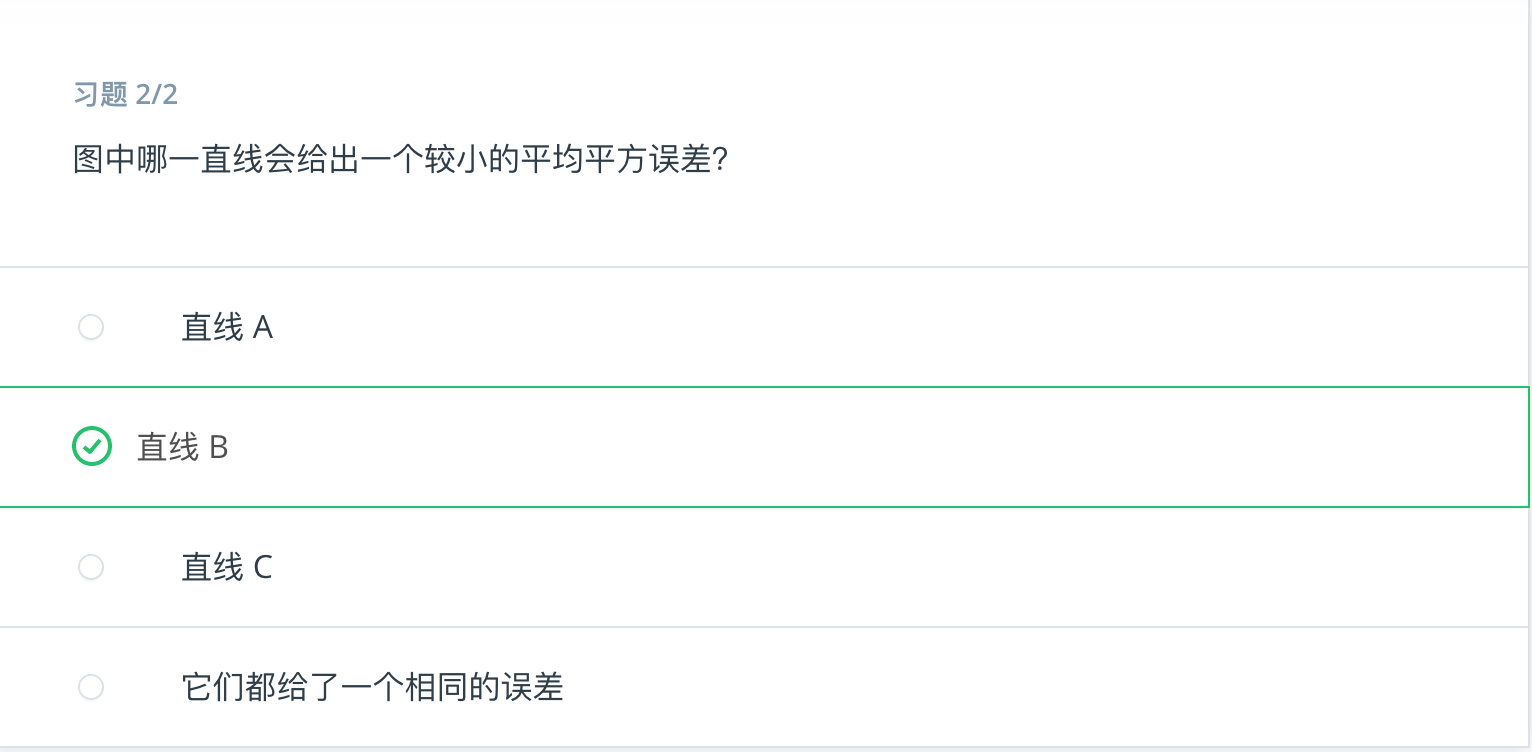 习题 2/2
图中哪一直线会给出一个较小的平均平方误差?
直线 A
直线 B
直线 C
它们都给了一个相同的误差